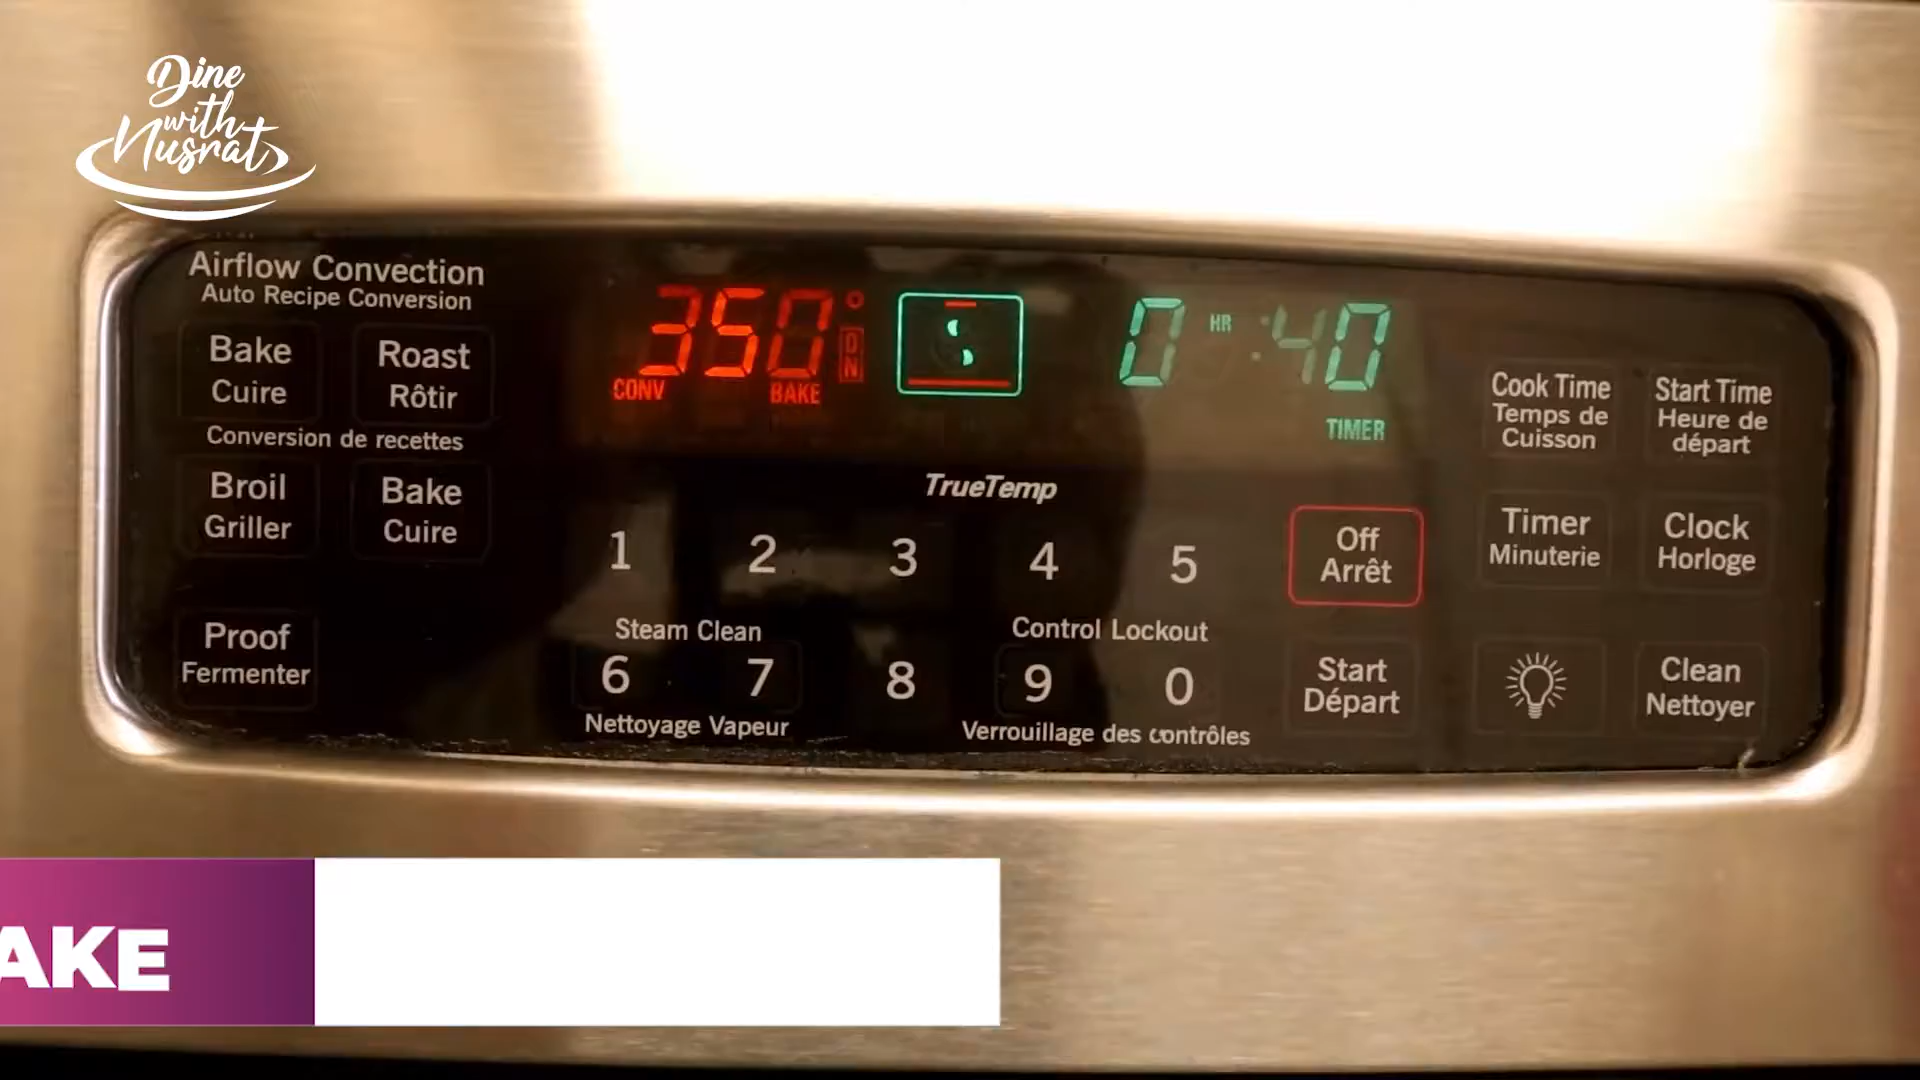 Dine
with
Nusrat
Airflow Convection
Auto Recipe Conversion
Bake
Cuire
Roast
Rôtir
Conversion de recettes
Broil
Griller
Bake
Cuire
Proof
Fermenter
350°
ON
CONV
BAKE
0 HR :40
TIMER
TrueTemp
1 2 3 4 5
Steam Clean
Control Lockout
6 7 8 9 0
Nettoyage Vapeur
Verrouillage des contrôles
Off
Arrêt
Start
Départ
Cook Time
Temps de
Cuisson
Start Time
Heure de
départ
Timer
Minuterie
Clock
Horloge
Clean
Nettoyer
AKE